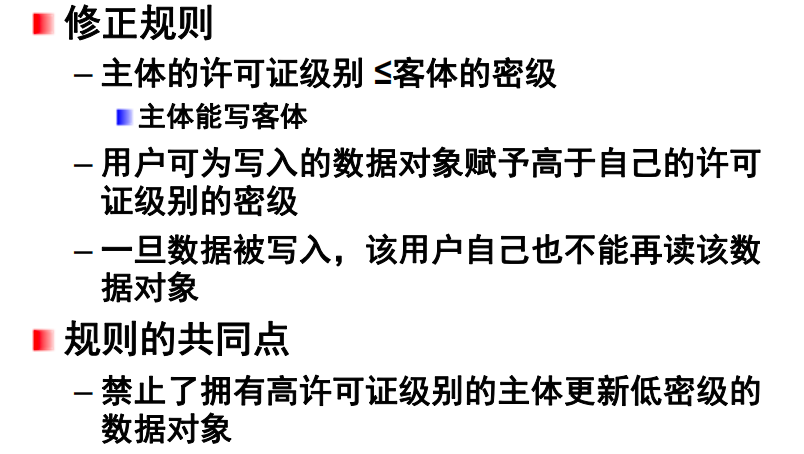 修正规则
– 主体的许可证级别 ≤客体的密级
主体能写客体
– 用户可为写入的数据对象赋予高于自己的许可
证级别的密级
– 一旦数据被写入，该用户自己也不能再读该数
据对象
规则的共同点
– 禁止了拥有高许可证级别的主体更新低密级的
数据对象